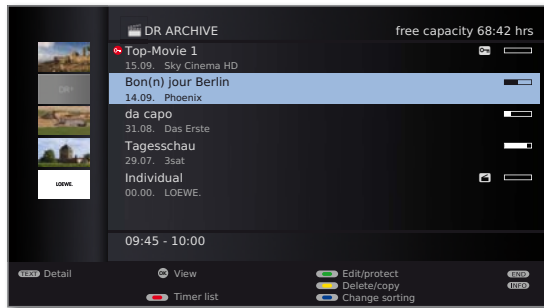 DR ARCHIVE free capacity 68:42 hrs
Top-Movie 1
15.09. Sky Cinema HD
DR+
Bon(n) jour Berlin
14.09. Phoenix
da capo
31.08. Das Erste
Tagesschau
29.07. 3sat
LOEWE.
Individual
00.00. LOEWE.
09:45 - 10:00
TEXT Detail OK View Edit/protect END
Delete/copy INFO
Timer list Change sorting